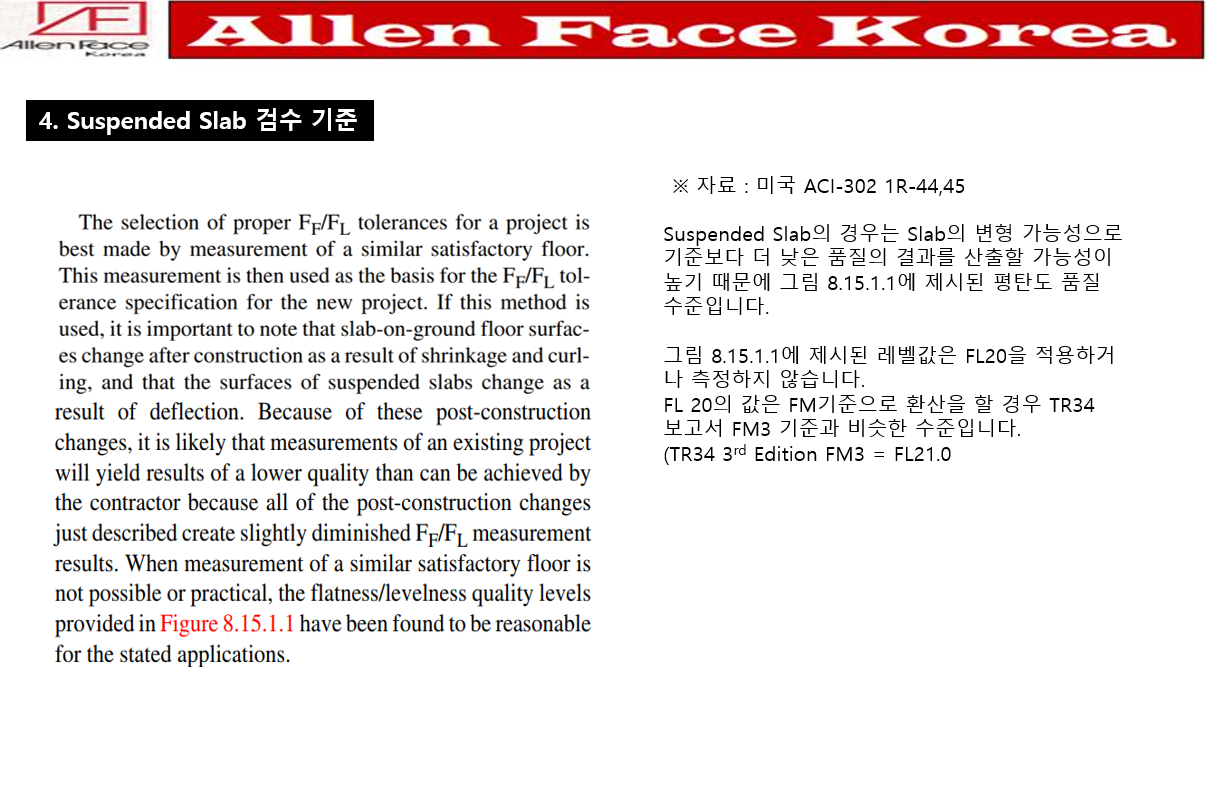 Allen Face
Korea
Allen Face Korea
4. Suspended Slab 검수 기준
The selection of proper FF/FL tolerances for a project is
best made by measurement of a similar satisfactory floor.
This measurement is then used as the basis for the FF/FL tol-
erance specification for the new project. If this method is
used, it is important to note that slab-on-ground floor surfac-
es change after construction as a result of shrinkage and curl-
ing, and that the surfaces of suspended slabs change as a
result of deflection. Because of these post-construction
changes, it is likely that measurements of an existing project
will yield results of a lower quality than can be achieved by
the contractor because all of the post-construction changes
just described create slightly diminished FF/FL measurement
results. When measurement of a similar satisfactory floor is
not possible or practical, the flatness/levelness quality levels
provided in Figure 8.15.1.1 have been found to be reasonable
for the stated applications.
※ 자료 : 미국 ACI-302 1R-44,45
Suspended Slab의 경우는 Slab의 변형 가능성으로
기준보다 더 낮은 품질의 결과를 산출할 가능성이
높기 때문에 그림 8.15.1.1에 제시된 평탄도 품질
수준입니다.
그림 8.15.1.1에 제시된 레벨값은 FL20을 적용하거
나 측정하지 않습니다.
FL 20의 값은 FM기준으로 환산을 할 경우 TR34
보고서 FM3 기준과 비슷한 수준입니다.
(TR34 3rd Edition FM3 = FL21.0